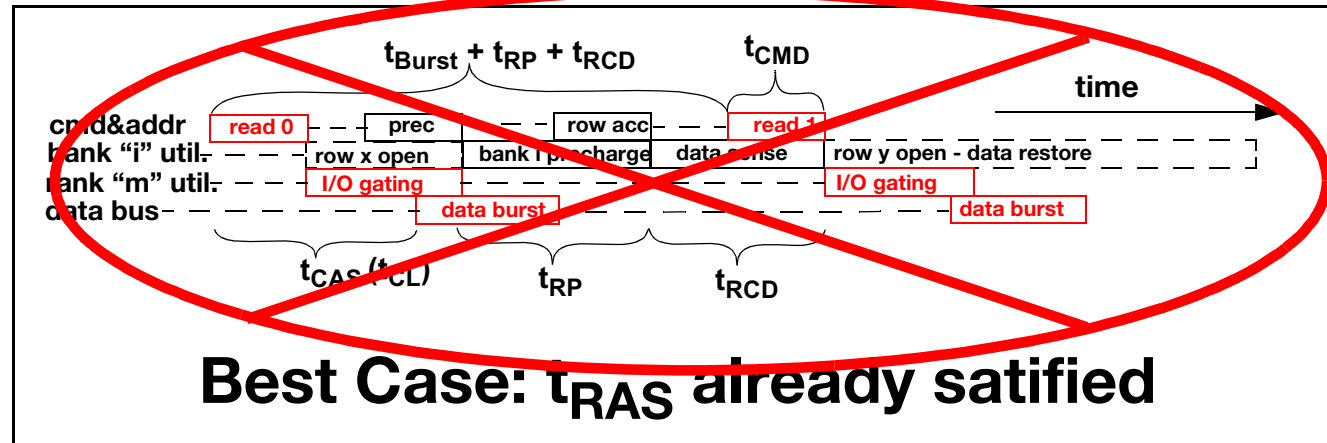 tBurst + tRP + tRCD
tCMD
time
cmd&addr read 0 prec row acc read 1
bank “i” util. row x open bank i precharge data sense row y open - data restore
rank “m” util. I/O gating I/O gating
data bus data burst data burst
tCAS (tCL) tRP tRCD
Best Case: tRAS already satified